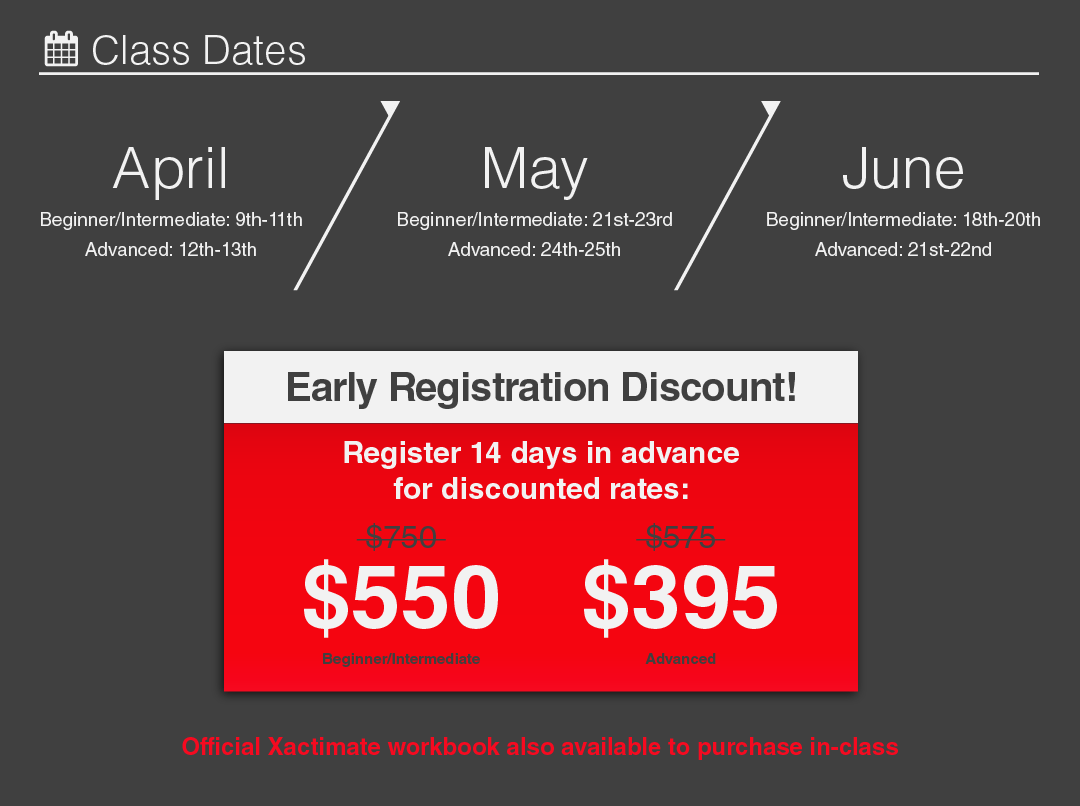 Class Dates
April
Beginner/Intermediate: 9th-11th
Advanced: 12th-13th
May
Beginner/Intermediate: 21st-23rd
Advanced: 24th-25th
June
Beginner/Intermediate: 18th-20th
Advanced: 21st-22nd
Early Registration Discount!
Register 14 days in advance
for discounted rates:
$750
$550
Beginner/Intermediate
$575
$395
Advanced
Official Xactimate workbook also available to purchase in-class